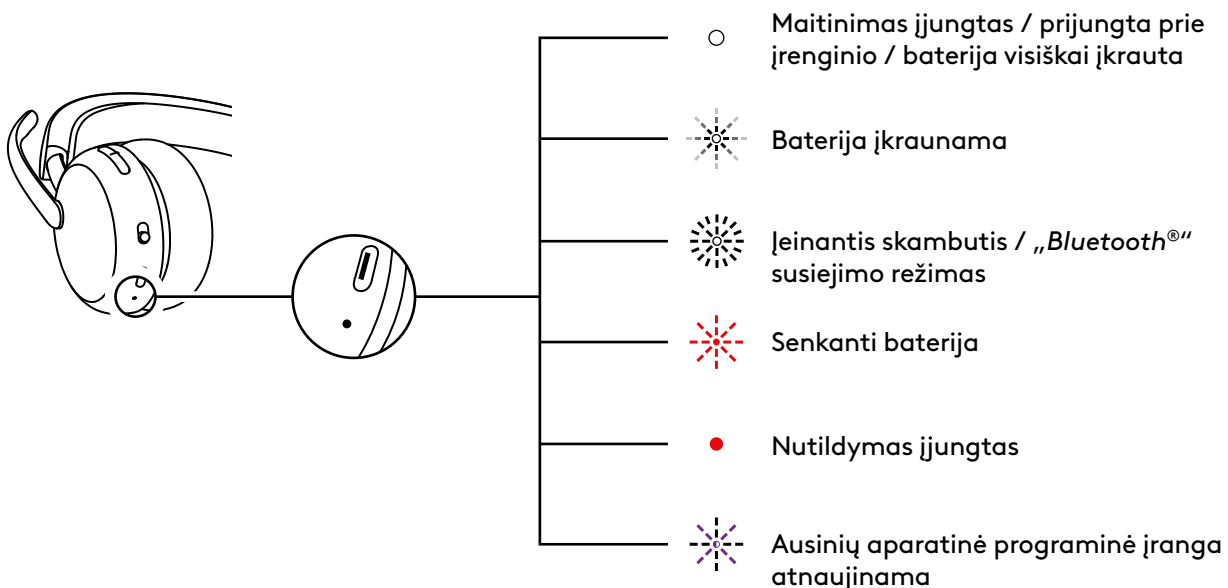 Maitinimas įjungtas / prijungta prie
įrenginio / baterija visiškai įkrauta
Baterija įkraunama
Įeinantis skambutis / „Bluetooth®“
susiejimo režimas
Senkanti baterija
Nutildymas įjungtas
Ausinių aparatinė programinė įranga
atnaujinama